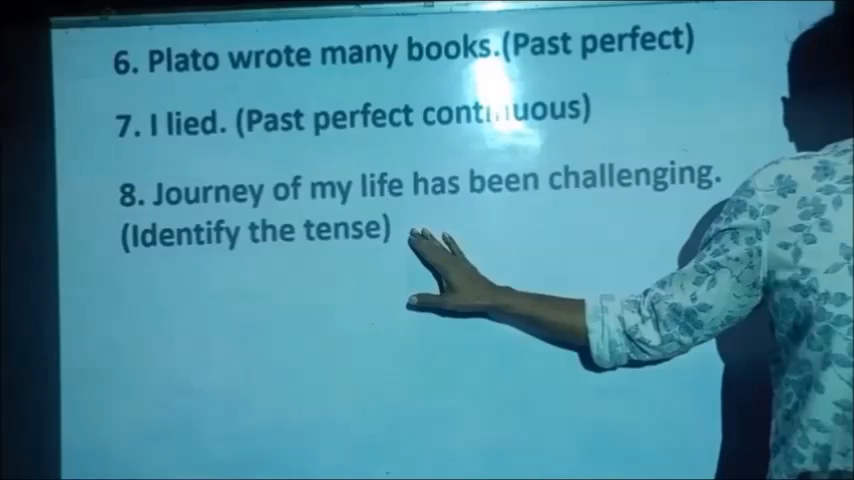 6. Plato wrote many books.(Past perfect)
7. I lied. (Past perfect continuous)
8. Journey of my life has been challenging.
(Identify the tense)